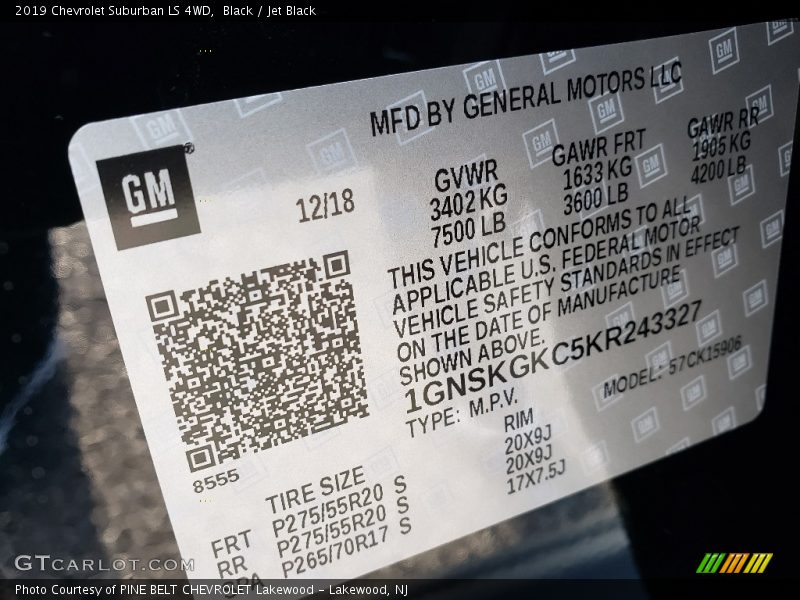 2019 Chevrolet Suburban LS 4WD,  Black / Jet Black
MFD BY GENERAL MOTORS LLC
GM
12/18
GVWR
3402 KG
7500 LB
GAWR FRT
1633 KG
3600 LB
GAWR RR
1905 KG
4200 LB
THIS VEHICLE CONFORMS TO ALL
APPLICABLE U.S. FEDERAL MOTOR
VEHICLE SAFETY STANDARDS IN EFFECT
ON THE DATE OF MANUFACTURE
SHOWN ABOVE.
1GNSKGKC5KR243327
TYPE: M.P.V.
MODEL: 57CK15906
8555
TIRE SIZE RIM
FRT P275/55R20 S 20X9J
RR P275/55R20 S 20X9J
SPA P265/70R17 S 17X7.5J
GTCARLOT.COM
Photo Courtesy of PINE BELT CHEVROLET Lakewood - Lakewood, NJ